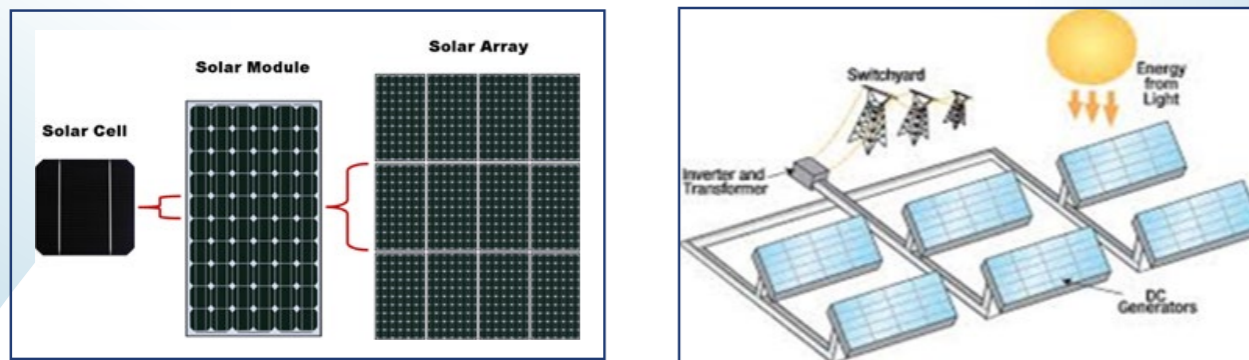 Solar Array
Solar Module
Solar Cell
Switchyard
Energy
from
Light
Inverter and
Transformer
DC
Generators